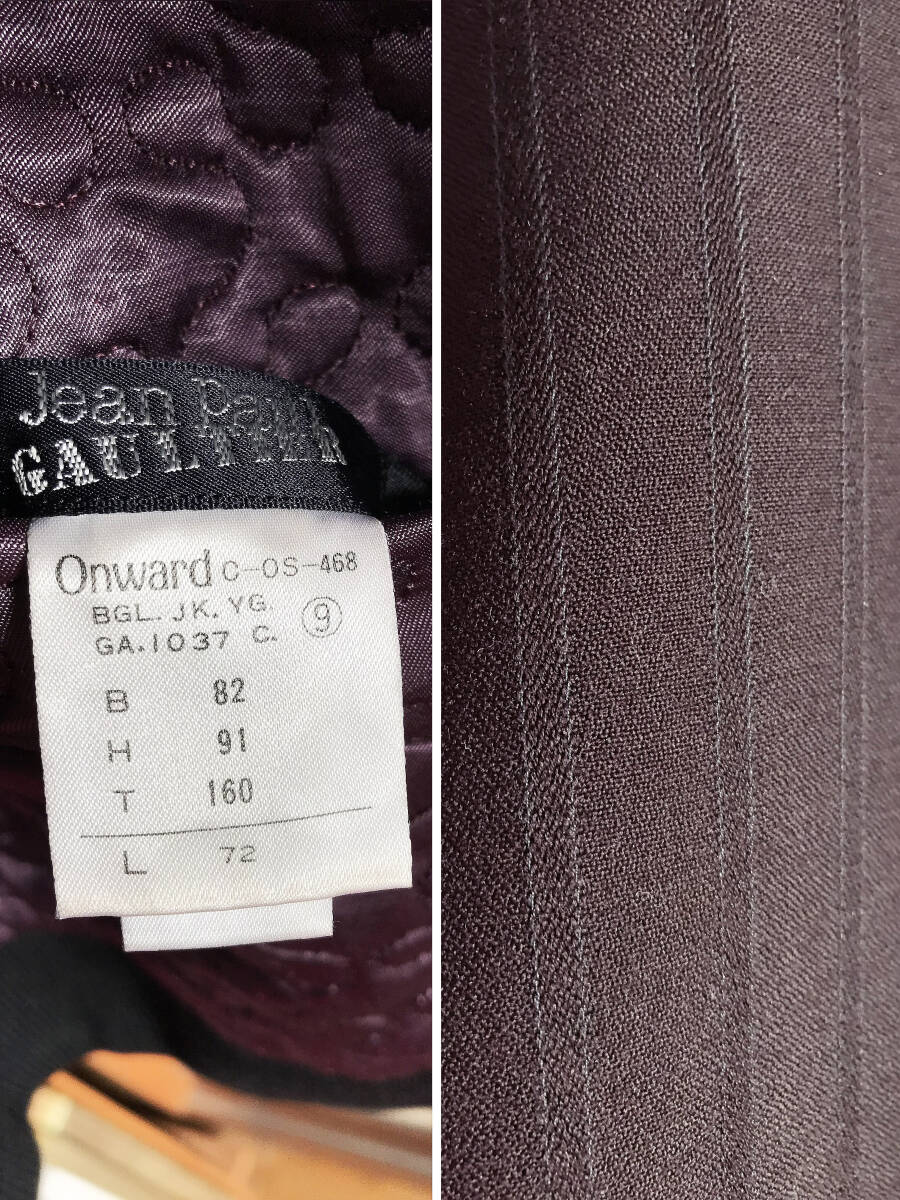 Jean Paul
GAULTIER
Onward C-OS-468
BGL. JK. YG. ⑨
GA.1037 C.
B 82
H 91
T 160
L 72